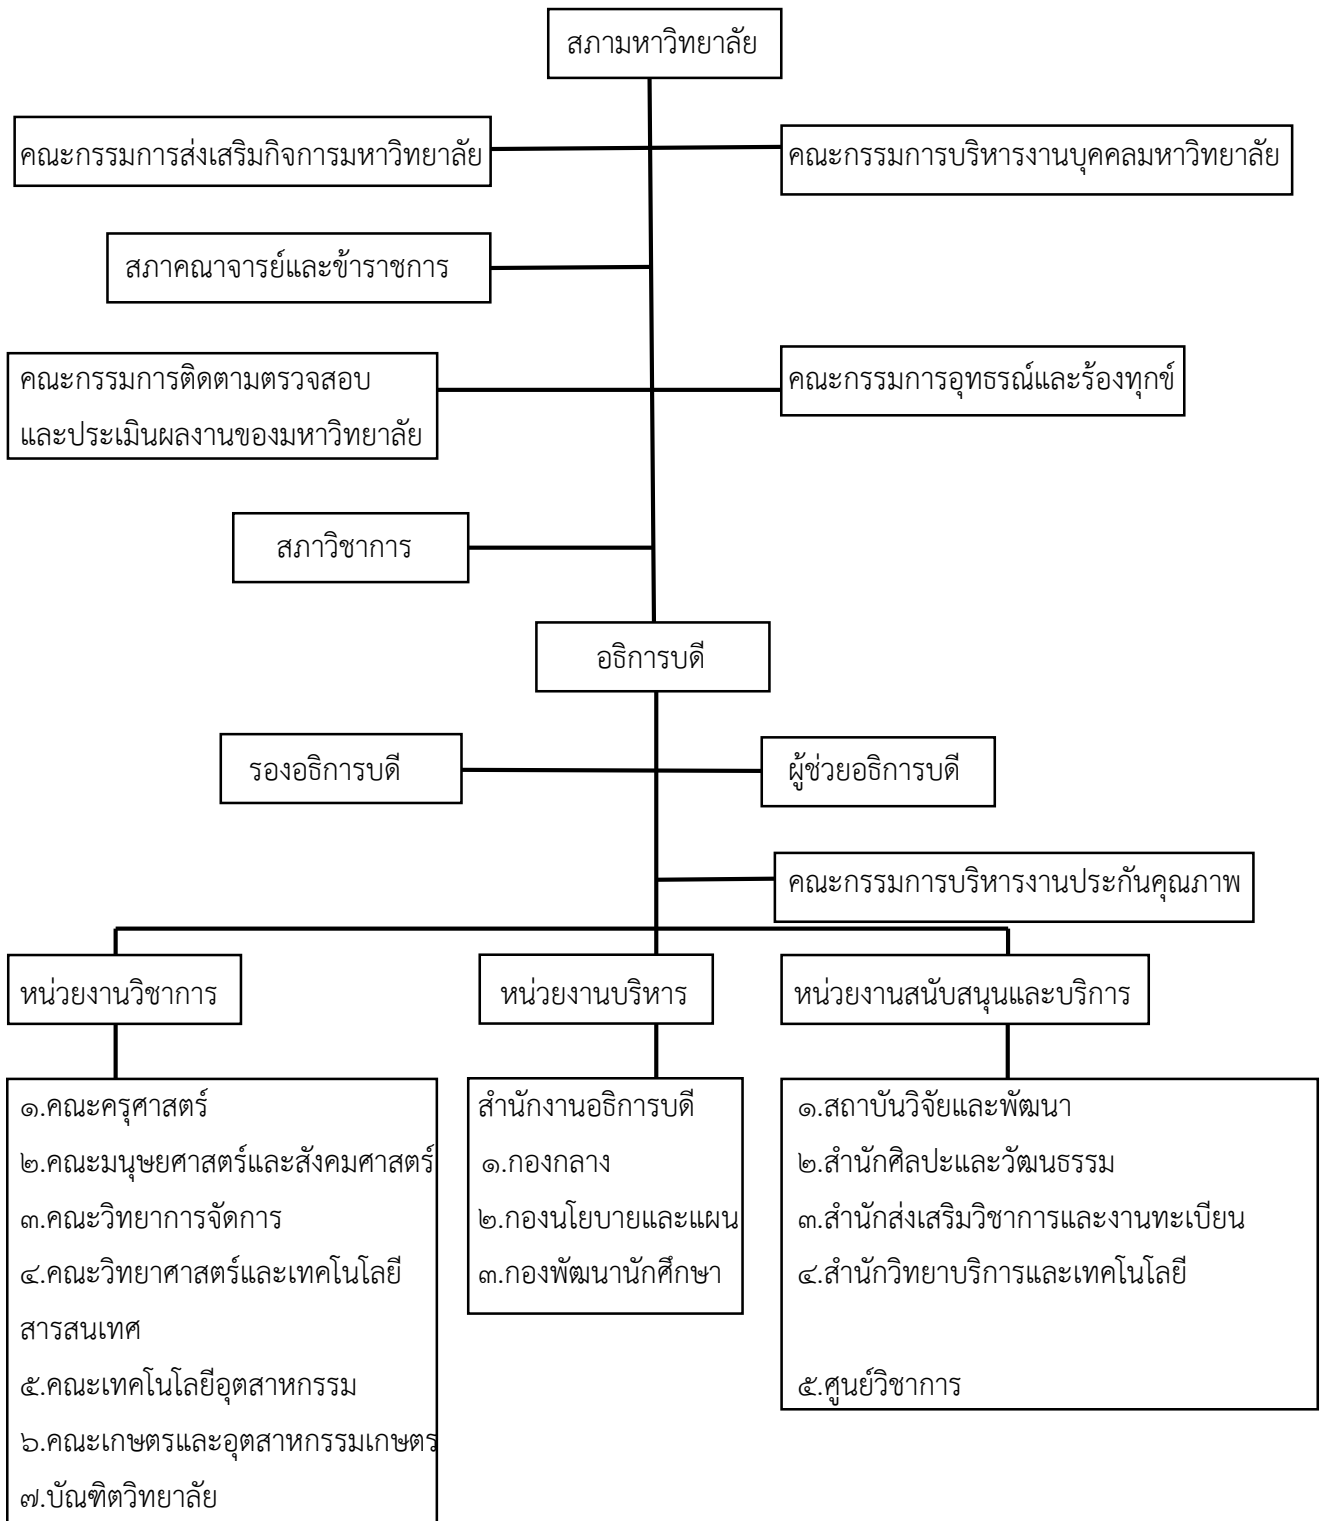 สภามหาวิทยาลัย
คณะกรรมการส่งเสริมกิจการมหาวิทยาลัย
คณะกรรมการบริหารงานบุคคลมหาวิทยาลัย
สภาคณาจารย์และข้าราชการ
คณะกรรมการติดตามตรวจสอบ
และประเมินผลงานของมหาวิทยาลัย
คณะกรรมการอุทธรณ์และร้องทุกข์
สภาวิชาการ
อธิการบดี
รองอธิการบดี
ผู้ช่วยอธิการบดี
คณะกรรมการบริหารงานประกันคุณภาพ
หน่วยงานวิชาการ
หน่วยงานบริหาร
หน่วยงานสนับสนุนและบริการ
๑.คณะครุศาสตร์
๒.คณะมนุษยศาสตร์และสังคมศาสตร์
๓.คณะวิทยาการจัดการ
๔.คณะวิทยาศาสตร์และเทคโนโลยี
สารสนเทศ
๕.คณะเทคโนโลยีอุตสาหกรรม
๖.คณะเกษตรและอุตสาหกรรมเกษตร
๗.บัณฑิตวิทยาลัย
สำนักงานอธิการบดี
๑.กองกลาง
๒.กองนโยบายและแผน
๓.กองพัฒนานักศึกษา
๑.สถาบันวิจัยและพัฒนา
๒.สำนักศิลปะและวัฒนธรรม
๓.สำนักส่งเสริมวิชาการและงานทะเบียน
๔.สำนักวิทยาบริการและเทคโนโลยี
๕.ศูนย์วิชาการ